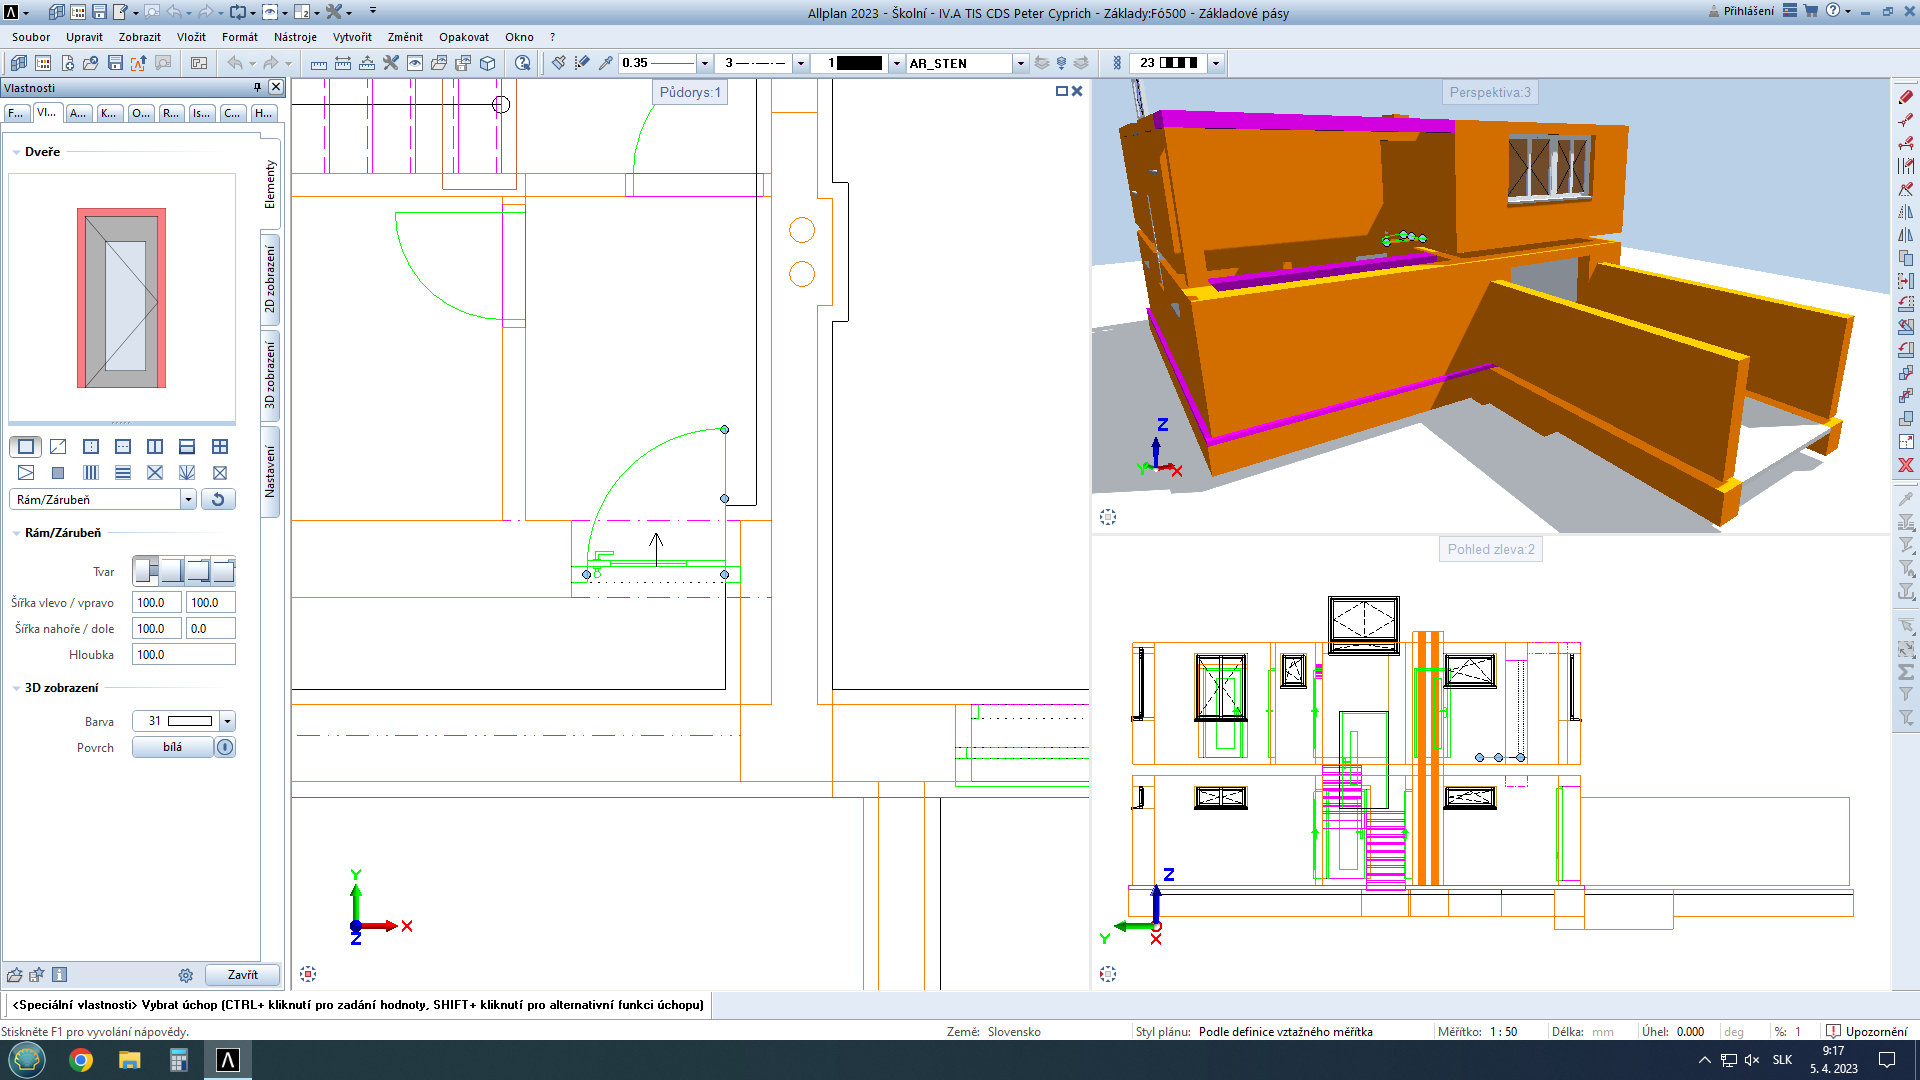 Allplan 2023 - Školní - IV.A TIS CDS Peter Cyprich - Základy:Fó500 - Základové pásy
Přihlášení
Soubor Upravit Zobrazit Vložit Formát Nástroje Vytvořit Změnit Opakovat Okno ?
0.35
3
1
AR_STEN
23
Vlastnosti
F... Vl... A... K... O... R... Is... C... H...
Dveře
Elementy
2D zobrazení
3D zobrazení
Nastavení
Rám/Zárubeň
Rám/Zárubeň
Tvar
Šířka vlevo / vpravo 100.0 100.0
Šířka nahoře / dole 100.0 0.0
Hloubka 100.0
3D zobrazení
Barva 31
Povrch bílá
Zavřít
Půdorys:1
Y
X
Z
Perspektiva:3
Z
Y
X
Pohled zleva:2
Z
Y
X
<Speciální vlastnosti> Vybrat úchop (CTRL+ kliknutí pro zadání hodnoty, SHIFT+ kliknutí pro alternativní funkci úchopu)
Stiskněte F1 pro vyvolání nápovědy.
Země: Slovensko
Styl plánu: Podle definice vztažného měřítka
Měřítko: 1 : 50
Délka: mm
Úhel: 0.000 deg
%: 1
Upozornění
SLK
9:17
5. 4. 2023